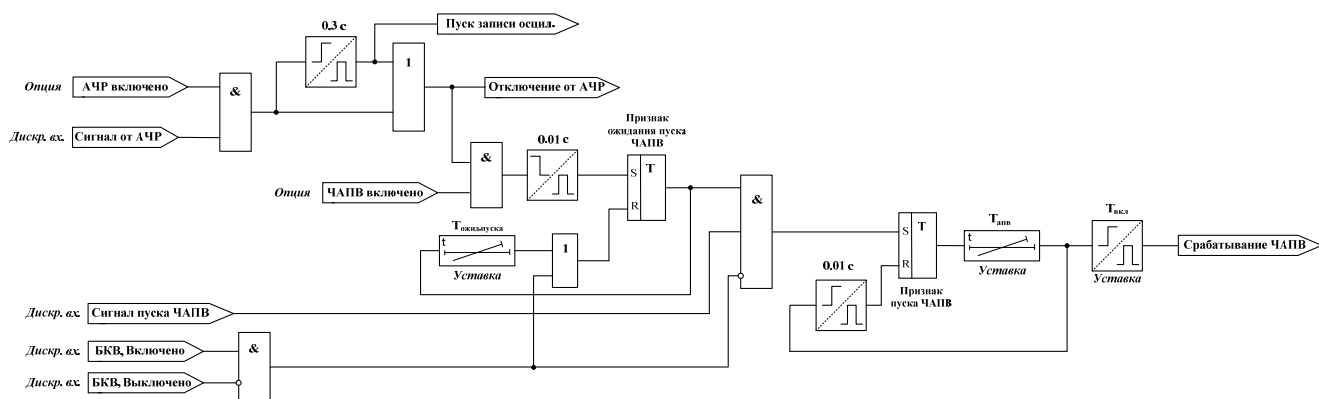 0.3 с
Пуск записи осцил.
1
Опция
АЧР включено
&
Отключение от АЧР
Дискр. вх.
Сигнал от АЧР
Признак
ожидания пуска
ЧАПВ
0.01 с
&
S
T
R
Опция
ЧАПВ включено
&
Tожид.пуска
t
Уставка
1
S
T
R
Признак
пуска ЧАПВ
Tапв
t
Уставка
Tвкл
Уставка
Срабатывание ЧАПВ
0.01 с
Дискр. вх.
Сигнал пуска ЧАПВ
Дискр. вх.
БКВ, Включено
&
Дискр. вх.
БКВ, Выключено